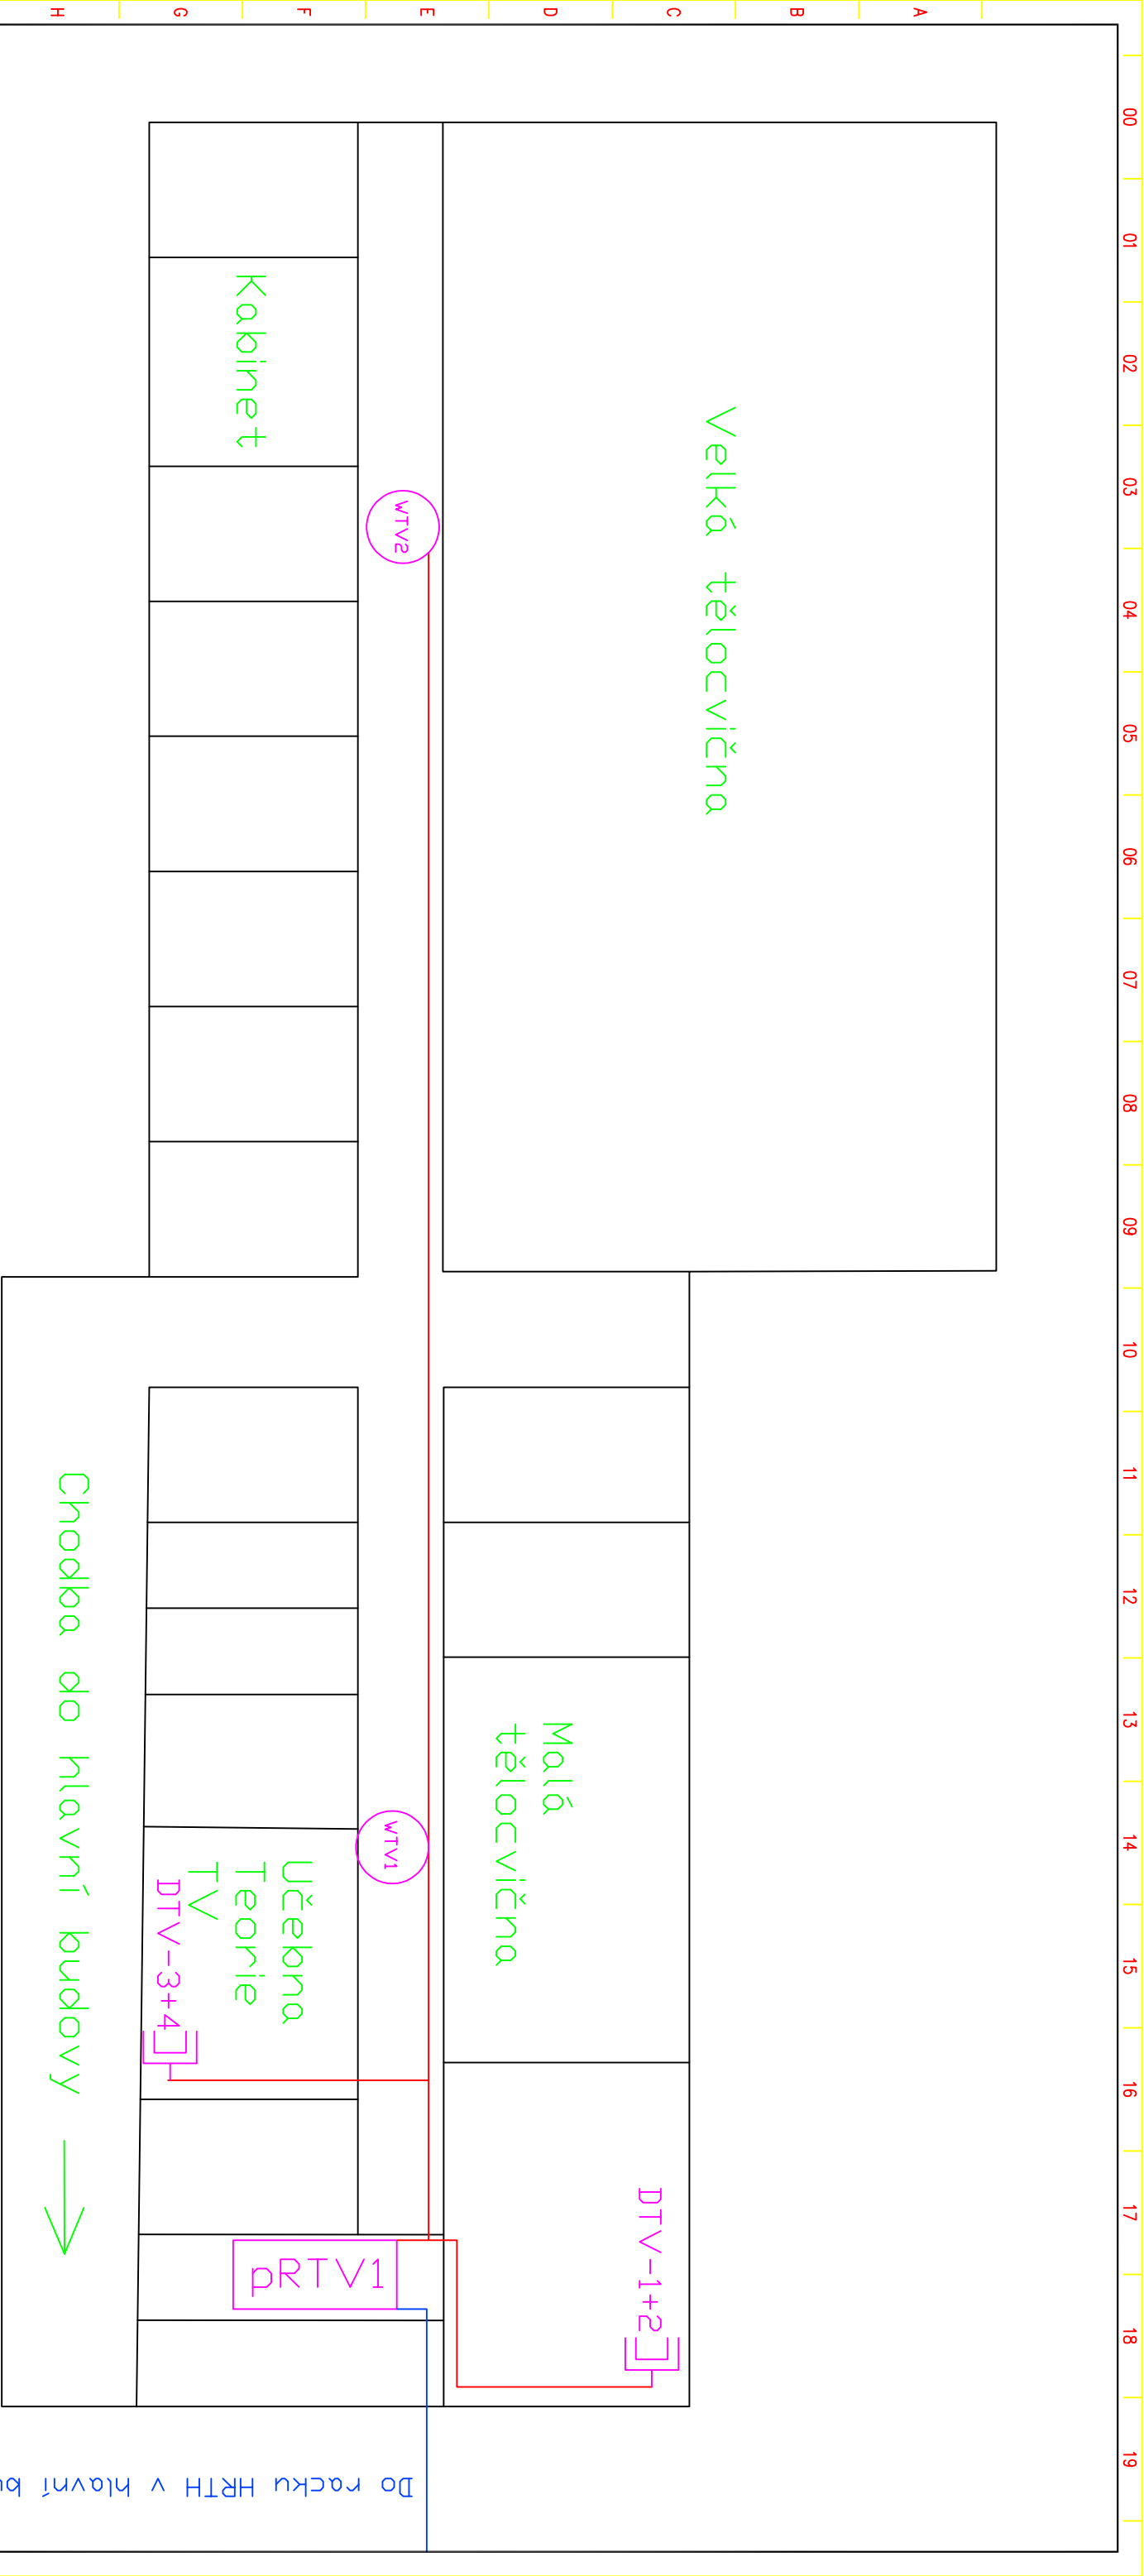 00 01 02 03 04 05 06 07 08 09 10 11 12 13 14 15 16 17 18 19
A
B
C
D
E
F
G
H
Velká tělocvična
Kabinet
WTV2
Malá
tělocvična
WTV1
Učebna
Teorie
TV
DTV-3+4
DTV-1+2
pRTV1
Chodba do hlavní budovy
Do racku HRTH v hlavní